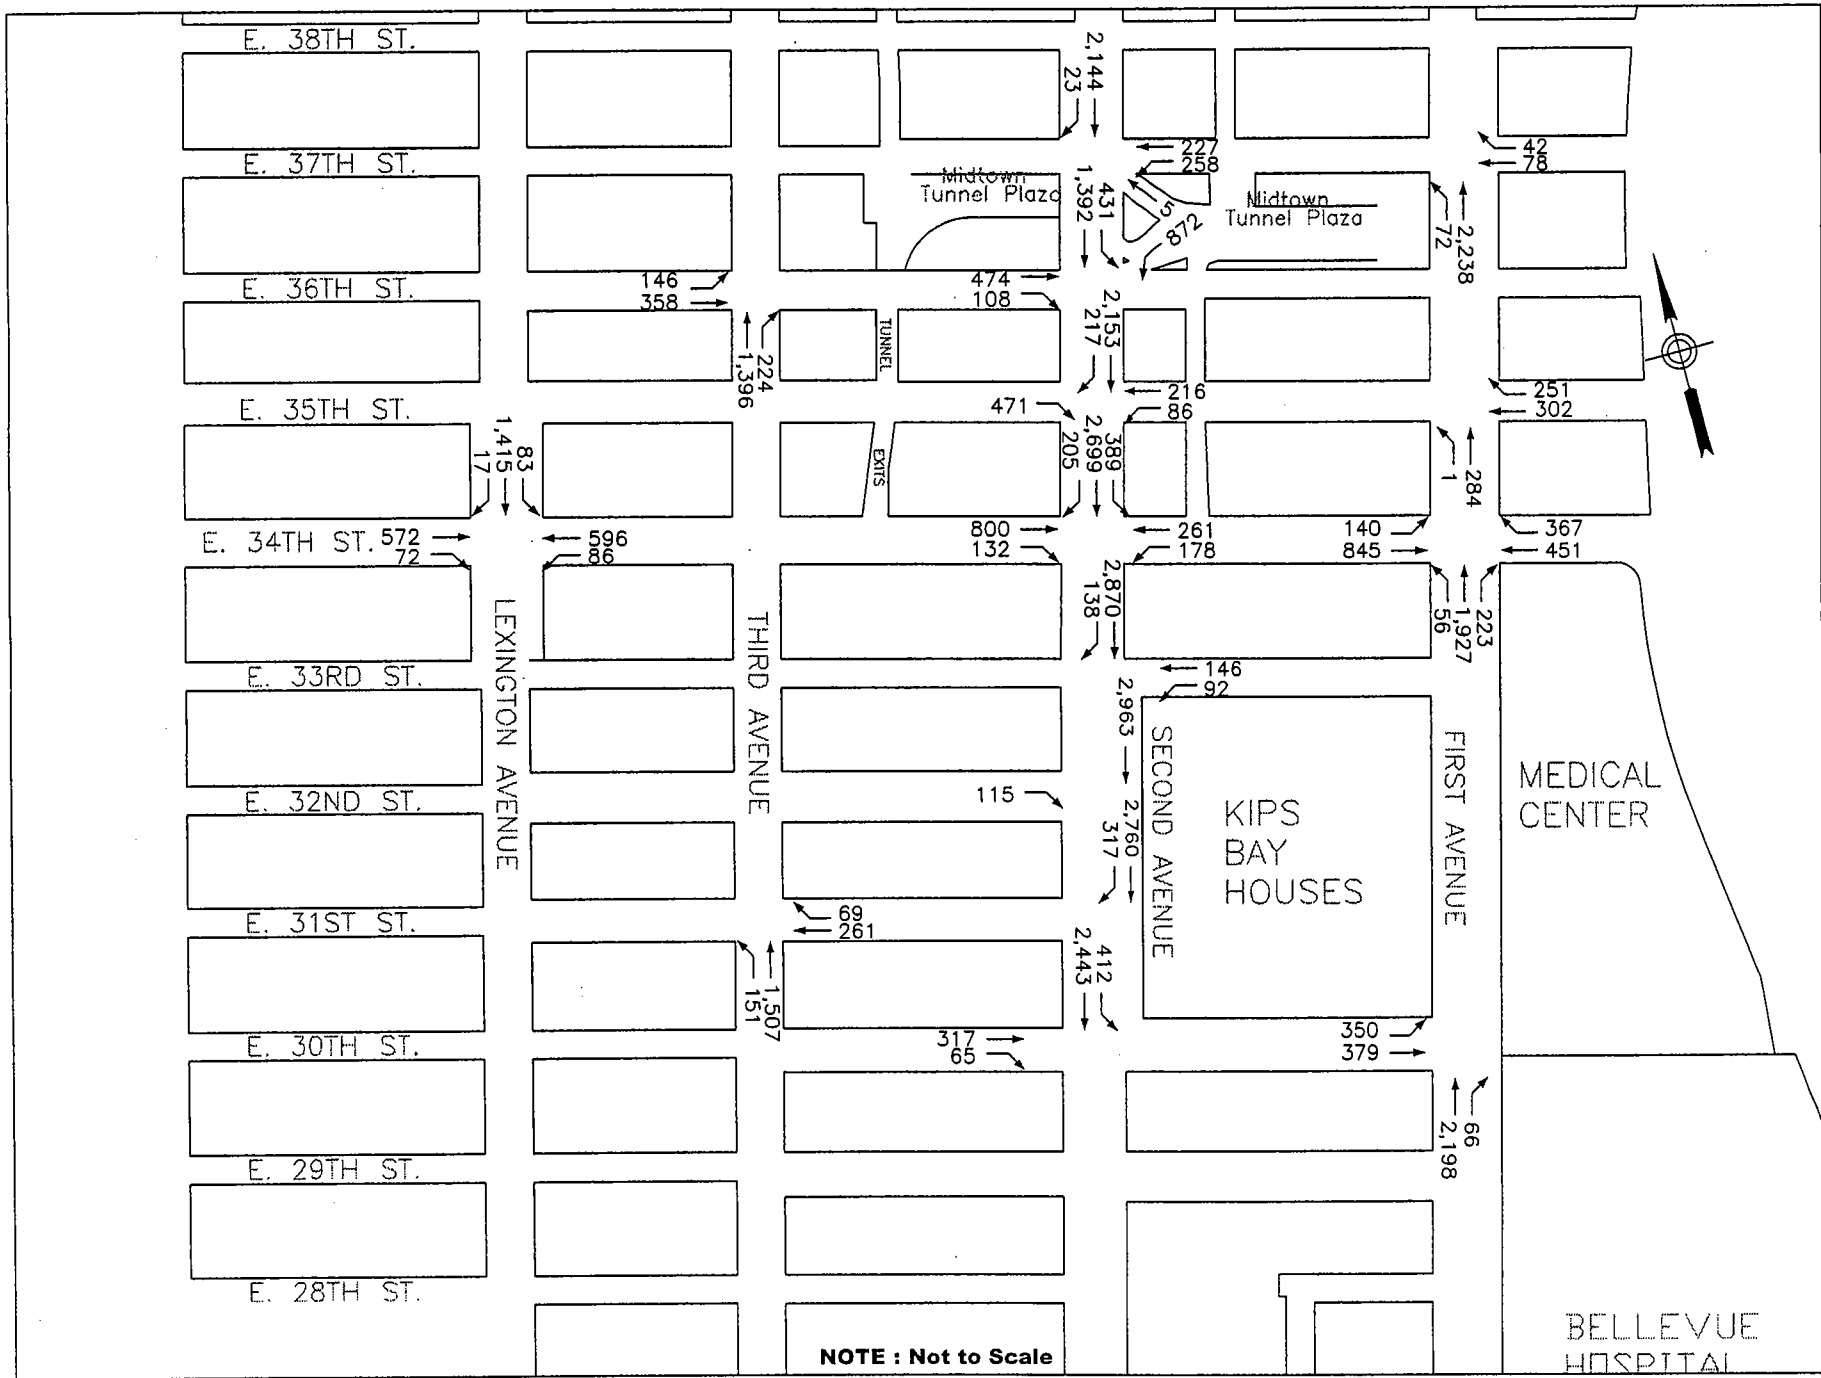 E. 38TH ST.
2,144
23
E. 37TH ST.
227
258
42
78
Midtown
Tunnel Plaza
1,392
431
5
872
Midtown
Tunnel Plaza
72
2,238
E. 36TH ST.
146
358
474
108
224
1,396
TUNNEL
2,153
217
E. 35TH ST.
216
86
471
251
302
1,415
17
83
EXITS
389
2,699
205
1
284
E. 34TH ST.
572
72
596
86
800
132
261
178
140
845
367
451
2,870
138
56
1,927
223
E. 33RD ST.
146
92
LEXINGTON AVENUE
THIRD AVENUE
2,963
SECOND AVENUE
FIRST AVENUE
E. 32ND ST.
115
2,760
317
KIPS
BAY
HOUSES
MEDICAL
CENTER
E. 31ST ST.
69
261
151
1,507
412
2,443
E. 30TH ST.
317
65
350
379
66
2,198
E. 29TH ST.
E. 28TH ST.
BELLEVUE
HOSPITAL
NOTE : Not to Scale